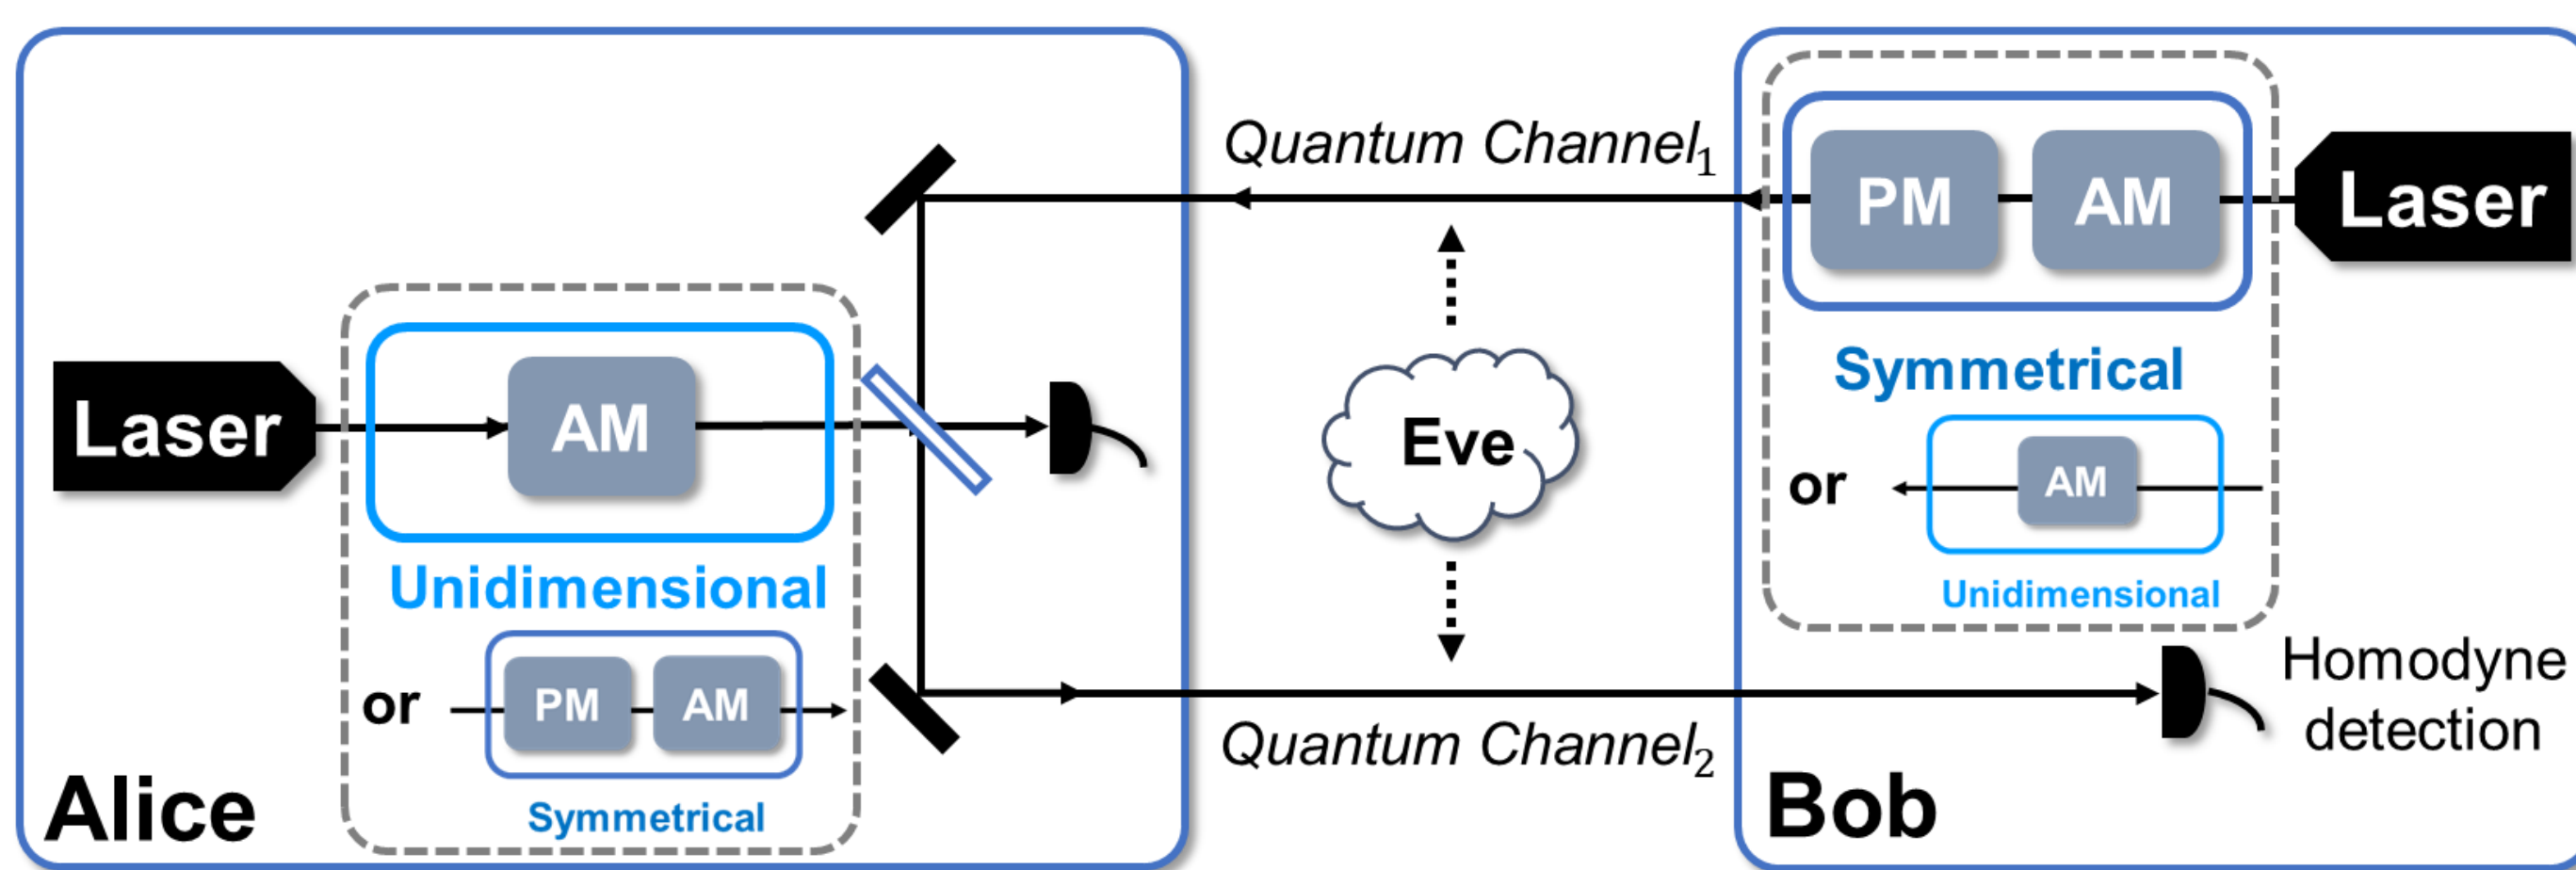 Quantum Channel1
PM
AM
Laser
Laser
AM
Unidimensional
or
PM
AM
Symmetrical
Alice
Eve
Symmetrical
or
AM
Unidimensional
Quantum Channel2
Homodyne
detection
Bob